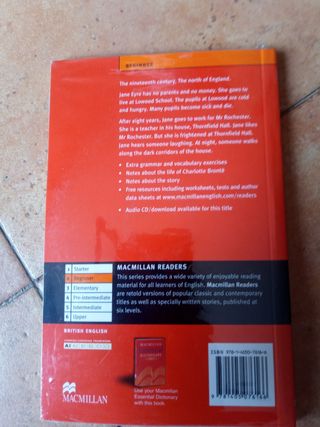 BEGINNER
The nineteenth century. The north of England.
Jane Eyre has no parents and no money. She goes to
live at Lowood School. The pupils at Lowood are cold
and hungry. Many pupils become sick and die.
After eight years, Jane goes to work for Mr Rochester.
She is a teacher in his house, Thornfield Hall. Jane likes
Mr Rochester. But she is frightened at Thornfield Hall.
Jane hears someone laughing. At night, someone walks
along the dark corridors of the house.
• Extra grammar and vocabulary exercises
• Notes about the life of Charlotte Brontë
• Notes about the story
• Free resources including worksheets, tests and author
data sheets at www.macmillanenglish.com/readers
• Audio CD/download available for this title
1 Starter
2 Beginner
3 Elementary
4 Pre-intermediate
5 Intermediate
6 Upper
MACMILLAN READERS
This series provides a wide variety of enjoyable reading
material for all learners of English. Macmillan Readers
are retold versions of popular classic and contemporary
titles as well as specially written stories, published at
six levels.
BRITISH ENGLISH
MACMILLAN
Use your Macmillan
Essential Dictionary
with this book.
9 781405 076166